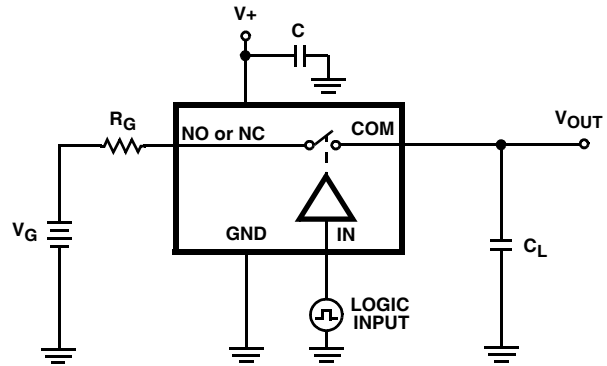 V+
C
RG
NO or NC
COM
VOUT
VG
GND
IN
CL
LOGIC
INPUT